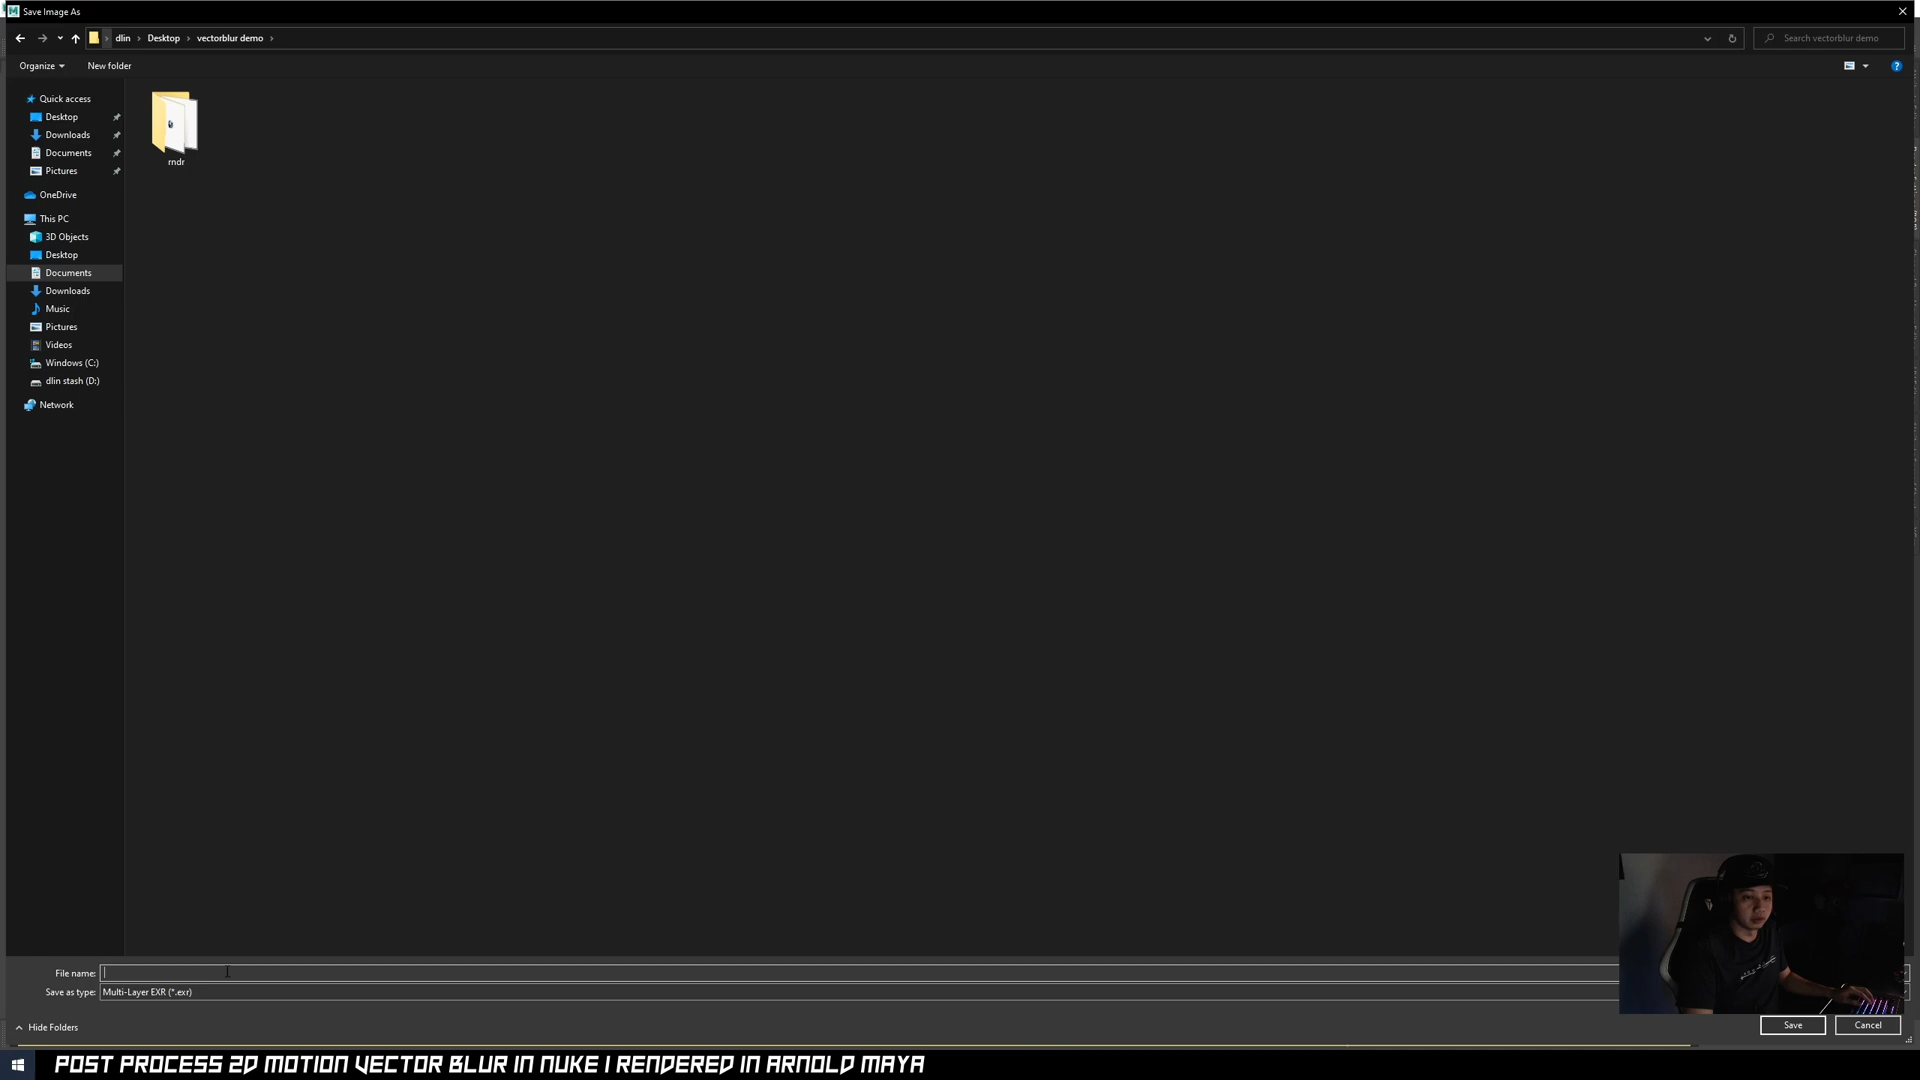 Save Image As
dlin > Desktop > vectorblur demo >
Search vectorblur demo
Organize
New folder
rndr
Quick access
Desktop
Downloads
Documents
Pictures
OneDrive
This PC
3D Objects
Desktop
Documents
Downloads
Music
Pictures
Videos
Windows (C:)
dlin stash (D:)
Network
File name:
Save as type: Multi-Layer EXR (*.exr)
Hide Folders
Save
Cancel
POST PROCESS 2D MOTION VECTOR BLUR IN NUKE | RENDERED IN ARNOLD MAYA